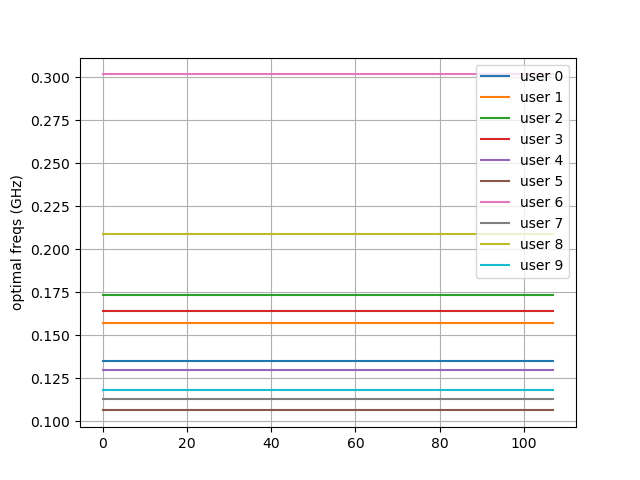 optimal freqs (GHz)
0.300
0.275
0.250
0.225
0.200
0.175
0.150
0.125
0.100
0
20
40
60
80
100
user 0
user 1
user 2
user 3
user 4
user 5
user 6
user 7
user 8
user 9